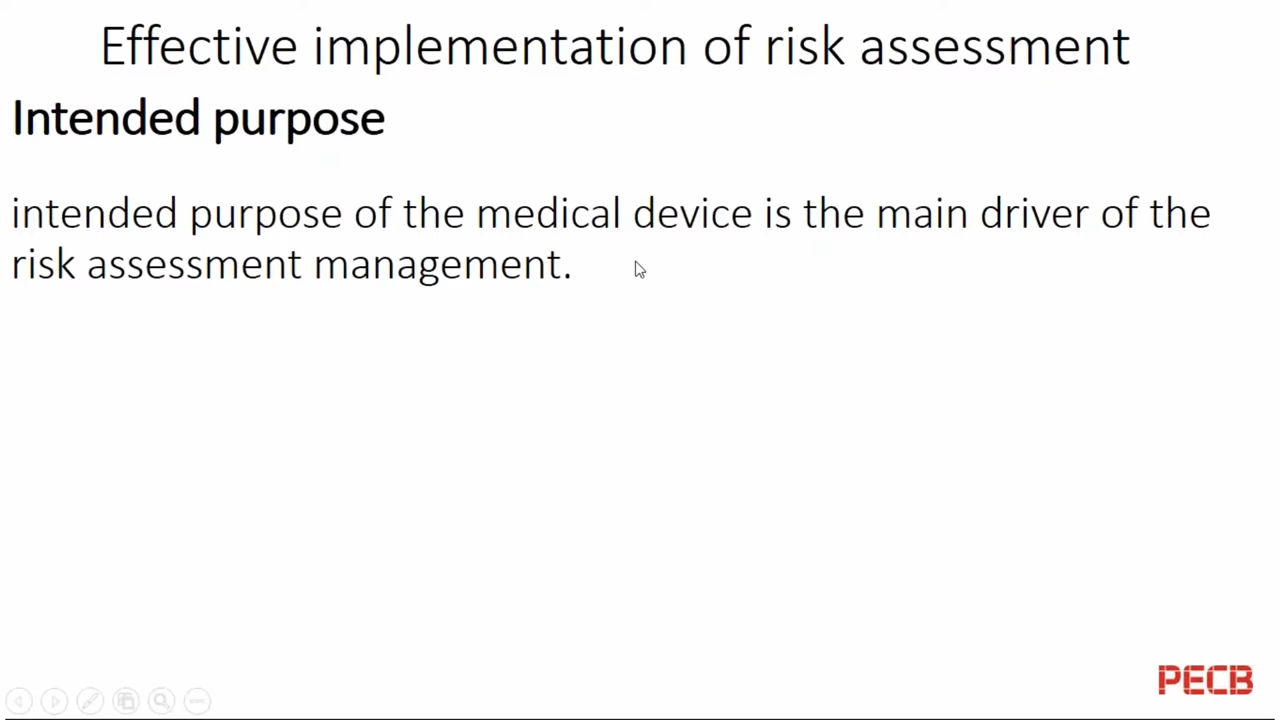 Effective implementation of risk assessment
Intended purpose
intended purpose of the medical device is the main driver of the
risk assessment management.
PECB